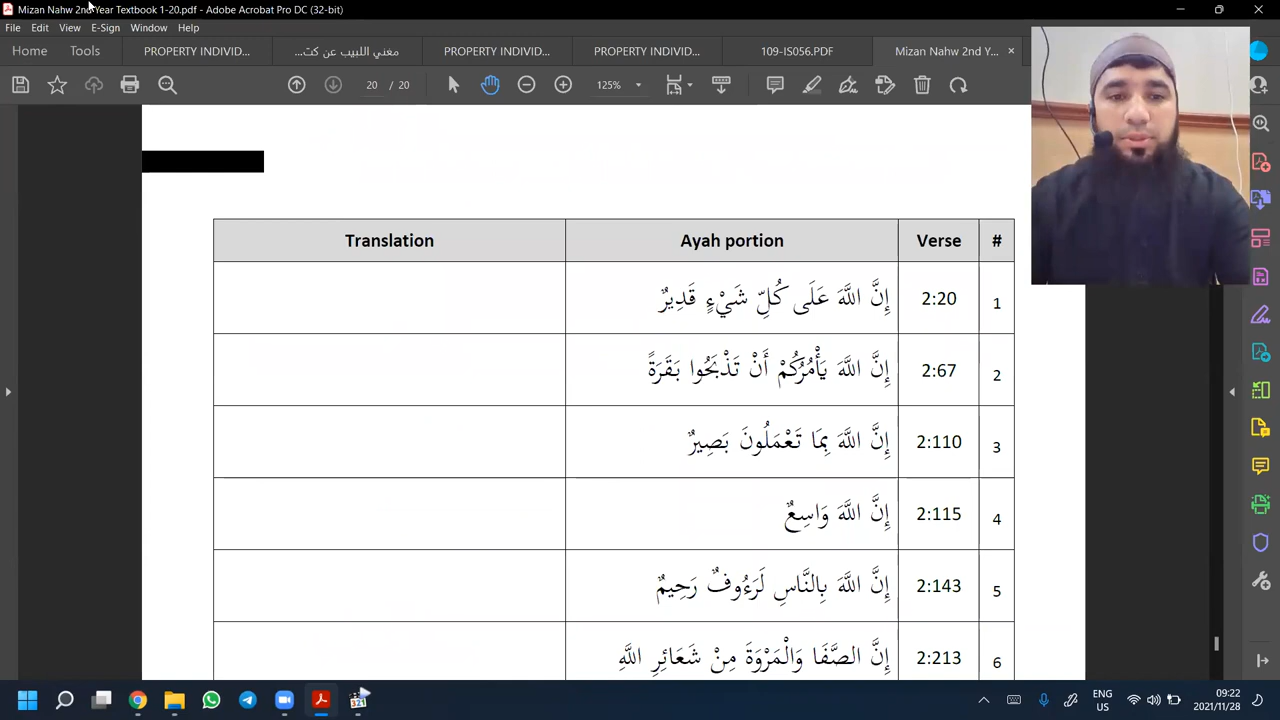 Mizan Nahw 2nd Year Textbook 1-20.pdf - Adobe Acrobat Pro DC (32-bit)
File Edit View E-Sign Window Help
Home Tools PROPERTY INDIVID... معني اللبيب عن كت... PROPERTY INDIVID... PROPERTY INDIVID... 109-IS056.PDF Mizan Nahw 2nd Y... ×
20 / 20 125%
Translation Ayah portion Verse #
إِنَّ اللَّهَ عَلَى كُلِّ شَيْءٍ قَدِيرٌ 2:20 1
إِنَّ اللَّهَ يَأْمُرُكُمْ أَنْ تَذْبَحُوا بَقَرَةً 2:67 2
إِنَّ اللَّهَ بِمَا تَعْمَلُونَ بَصِيرٌ 2:110 3
إِنَّ اللَّهَ وَاسِعٌ 2:115 4
إِنَّ اللَّهَ بِالنَّاسِ لَرَءُوفٌ رَحِيمٌ 2:143 5
إِنَّ الصَّفَا وَالْمَرْوَةَ مِنْ شَعَائِرِ اللَّهِ 2:213 6
321
ENG
US
09:22
2021/11/28